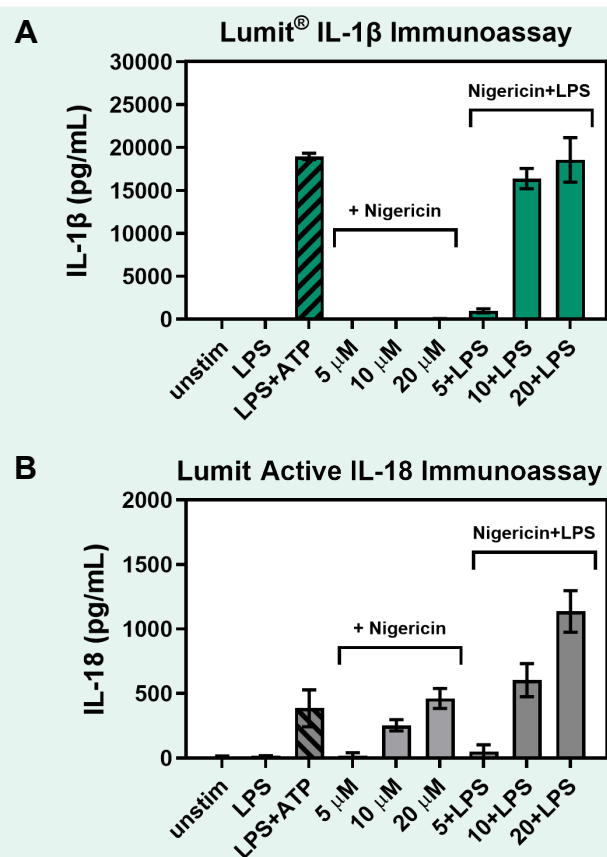 A
Lumit® IL-1β Immunoassay
IL-1β (pg/mL)
30000
25000
20000
15000
10000
5000
0
Nigericin+LPS
+ Nigericin
unstim
LPS
LPS+ATP
5 μM
10 μM
20 μM
5+LPS
10+LPS
20+LPS
B
Lumit Active IL-18 Immunoassay
IL-18 (pg/mL)
2000
1500
1000
500
0
Nigericin+LPS
+ Nigericin
unstim
LPS
LPS+ATP
5 μM
10 μM
20 μM
5+LPS
10+LPS
20+LPS